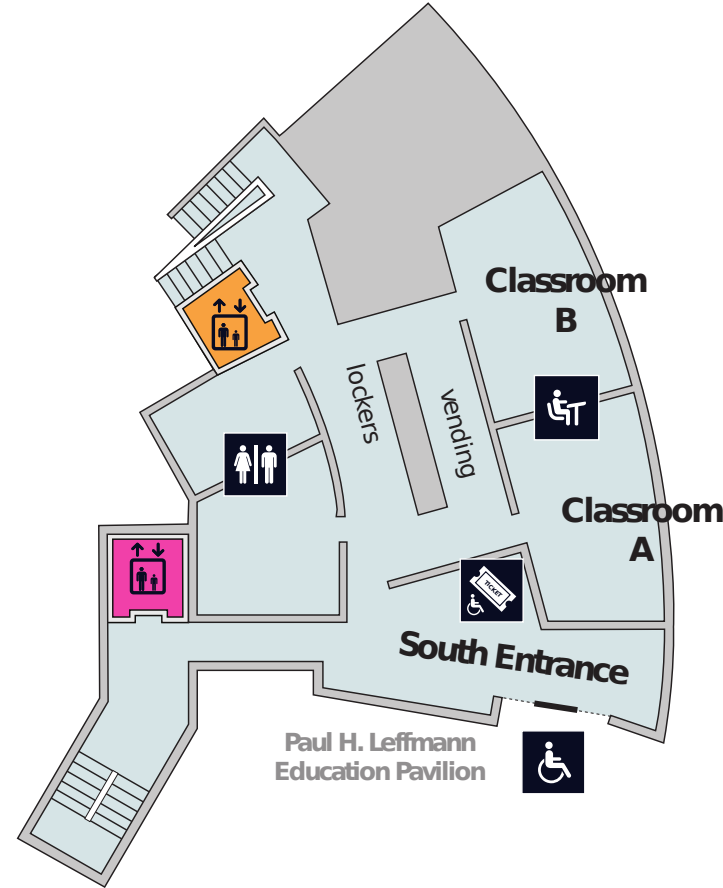 Classroom
B
lockers
vending
Classroom
A
TICKET
South Entrance
Paul H. Leffmann
Education Pavilion